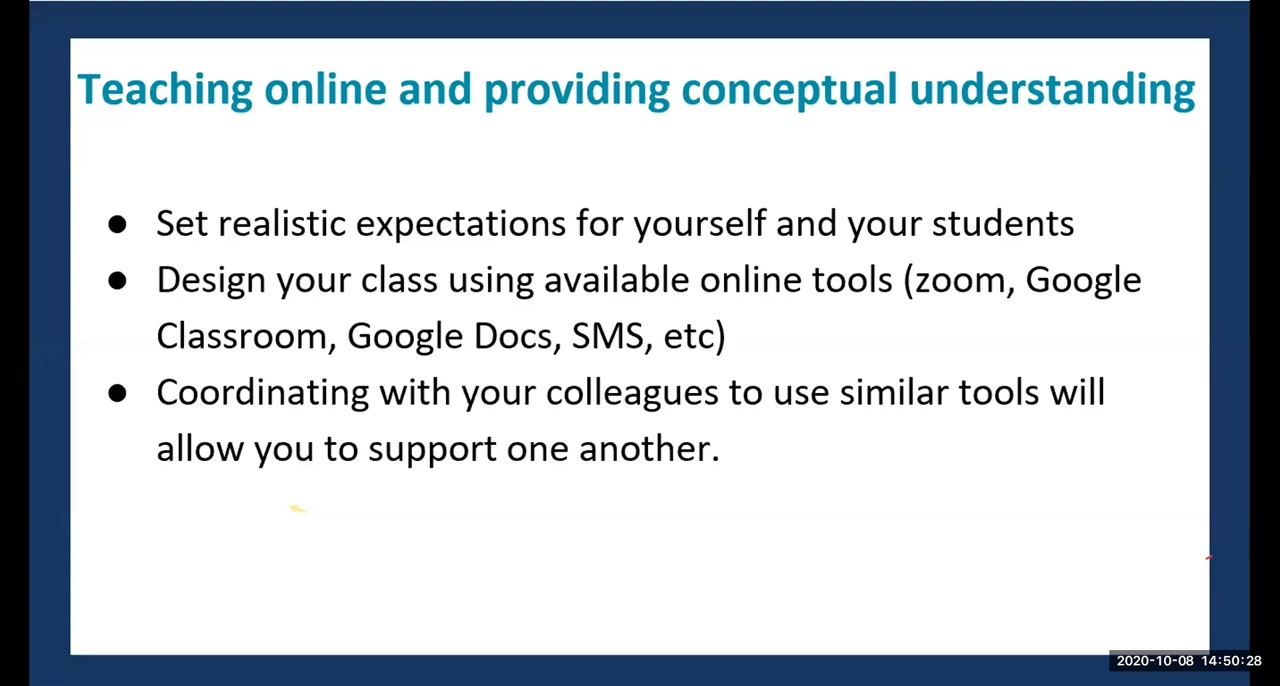 Teaching online and providing conceptual understanding
● Set realistic expectations for yourself and your students
● Design your class using available online tools (zoom, Google
Classroom, Google Docs, SMS, etc)
● Coordinating with your colleagues to use similar tools will
allow you to support one another.
2020-10-08 14:50:28